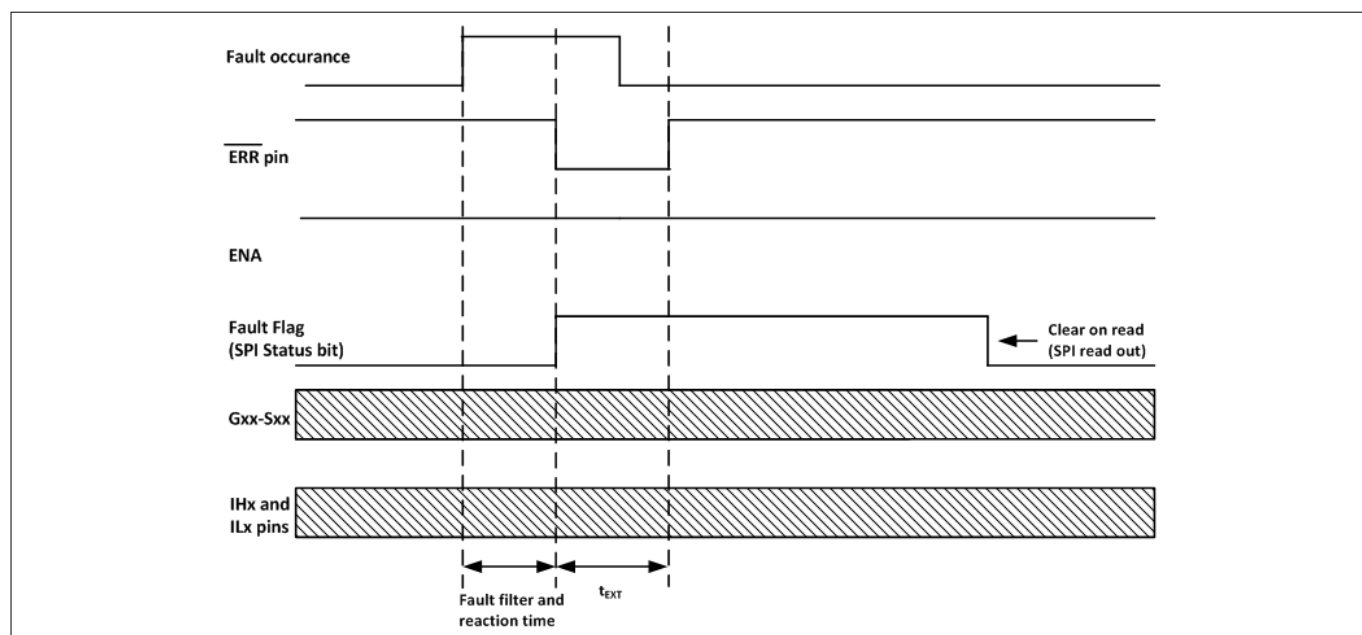 Fault occurance
ERR pin
ENA
Fault Flag
(SPI Status bit)
Clear on read
(SPI read out)
Gxx-Sxx
IHx and
ILx pins
Fault filter and
reaction time
tEXT